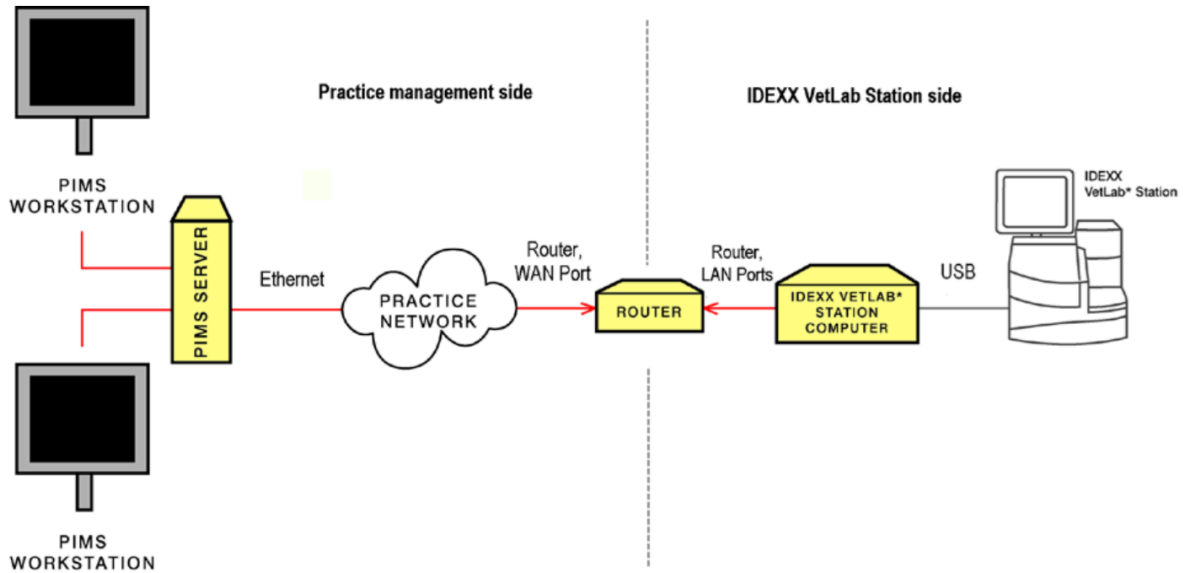 Practice management side
IDEXX VetLab Station side
PIMS
WORKSTATION
PIMS SERVER
Ethernet
PRACTICE
NETWORK
Router,
WAN Port
ROUTER
Router,
LAN Ports
IDEXX VETLAB*
STATION
COMPUTER
USB
IDEXX
VetLab* Station
PIMS
WORKSTATION